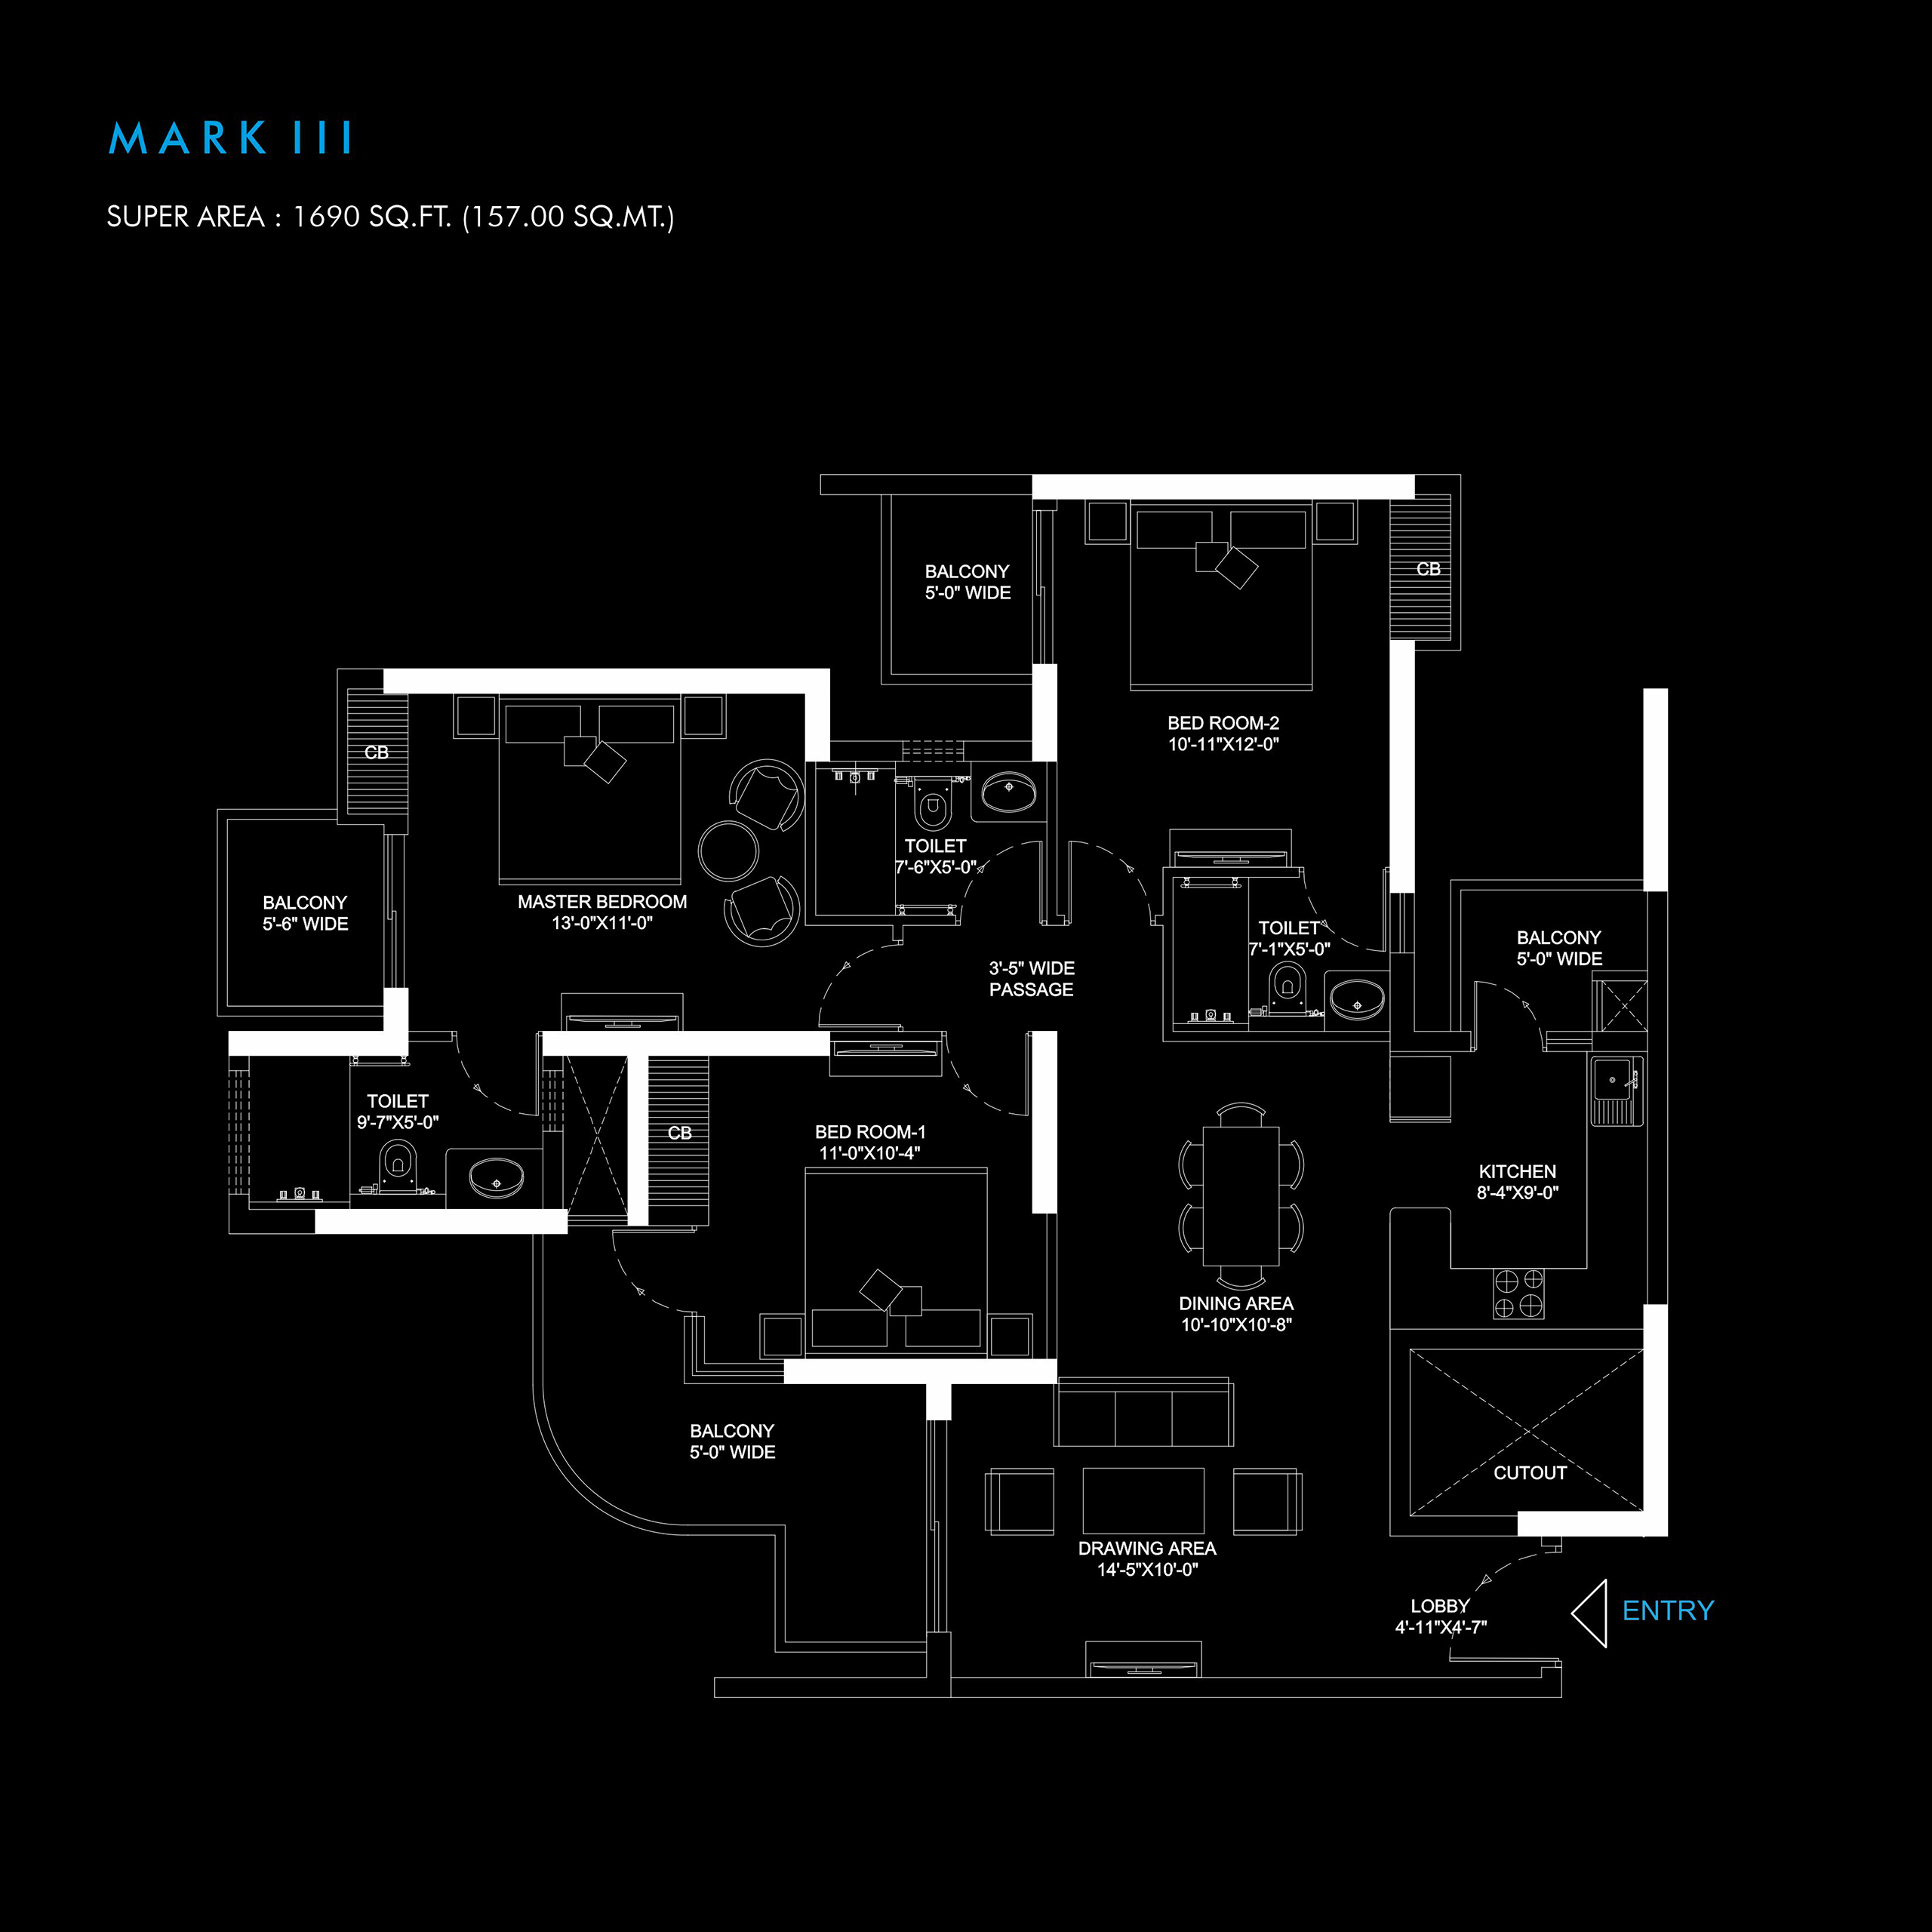 MARK III
SUPER AREA : 1690 SQ.FT. (157.00 SQ.MT.)
BALCONY
5'-0" WIDE
CB
BED ROOM-2
10'-11"X12'-0"
CB
TOILET
7'-6"X5'-0"
MASTER BEDROOM
13'-0"X11'-0"
BALCONY
5'-6" WIDE
TOILET
7'-1"X5'-0"
BALCONY
5'-0" WIDE
3'-5" WIDE
PASSAGE
TOILET
9'-7"X5'-0"
CB
BED ROOM-1
11'-0"X10'-4"
KITCHEN
8'-4"X9'-0"
DINING AREA
10'-10"X10'-8"
BALCONY
5'-0" WIDE
CUTOUT
DRAWING AREA
14'-5"X10'-0"
LOBBY
4'-11"X4'-7"
ENTRY